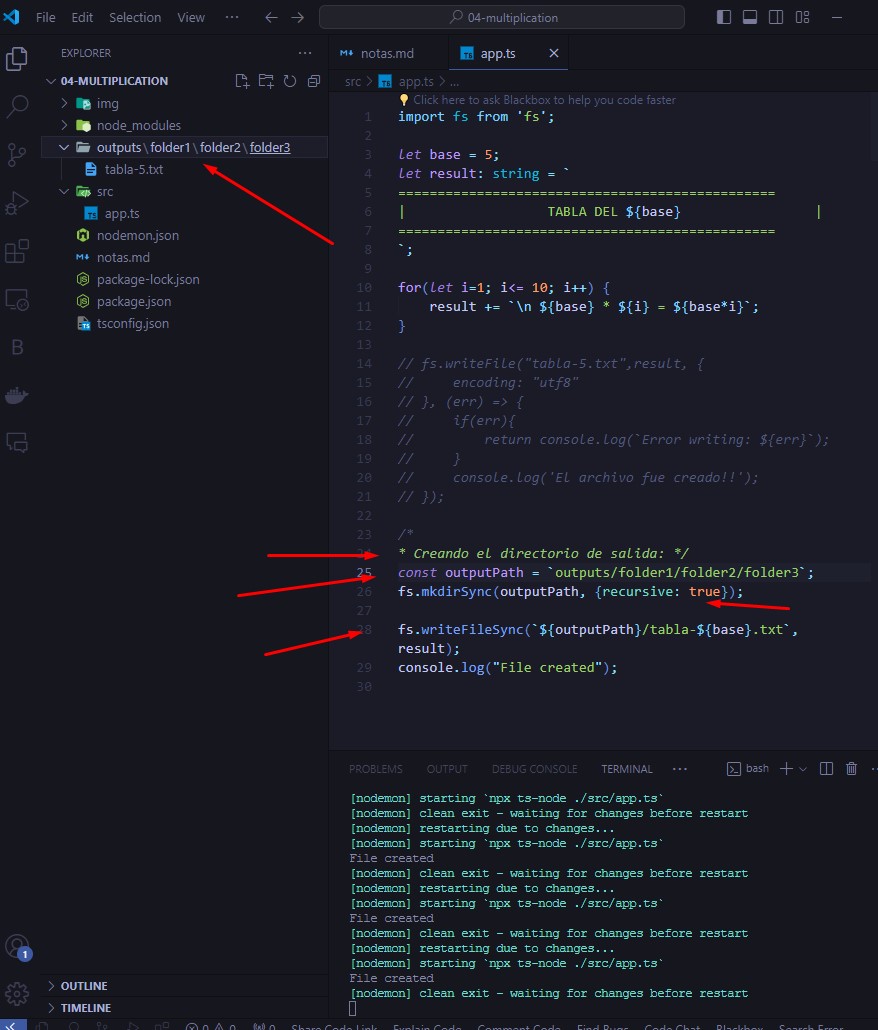 File Edit Selection View ··· 04-multiplication
EXPLORER ···
04-MULTIPLICATION
img
node_modules
outputs\folder1\folder2\folder3
tabla-5.txt
src
app.ts
nodemon.json
notas.md
package-lock.json
package.json
tsconfig.json
OUTLINE
TIMELINE
notas.md app.ts
src > app.ts > ...
Click here to ask Blackbox to help you code faster
1 import fs from 'fs';
2
3 let base = 5;
4 let result: string = `
5 ================================================
6 | TABLA DEL ${base} |
7 ================================================
8 `;
9
10 for(let i=1; i<= 10; i++) {
11 result += `\n ${base} * ${i} = ${base*i}`;
12 }
13
14 // fs.writeFile("tabla-5.txt",result, {
15 // encoding: "utf8"
16 // }, (err) => {
17 // if(err){
18 // return console.log(`Error writing: ${err}`);
19 // }
20 // console.log('El archivo fue creado!!');
21 // });
22
23 /*
24 * Creando el directorio de salida: */
25 const outputPath = `outputs/folder1/folder2/folder3`;
26 fs.mkdirSync(outputPath, {recursive: true});
27
28 fs.writeFileSync(`${outputPath}/tabla-${base}.txt`,
result);
29 console.log("File created");
30
PROBLEMS OUTPUT DEBUG CONSOLE TERMINAL ··· bash
[nodemon] starting `npx ts-node ./src/app.ts`
[nodemon] clean exit - waiting for changes before restart
[nodemon] restarting due to changes...
[nodemon] starting `npx ts-node ./src/app.ts`
File created
[nodemon] clean exit - waiting for changes before restart
[nodemon] restarting due to changes...
[nodemon] starting `npx ts-node ./src/app.ts`
File created
[nodemon] clean exit - waiting for changes before restart
[nodemon] restarting due to changes...
[nodemon] starting `npx ts-node ./src/app.ts`
File created
[nodemon] clean exit - waiting for changes before restart
1
0 0 0 Share Code Link Explain Code Comment Code Find Bugs Code Chat Blackbox Search Error